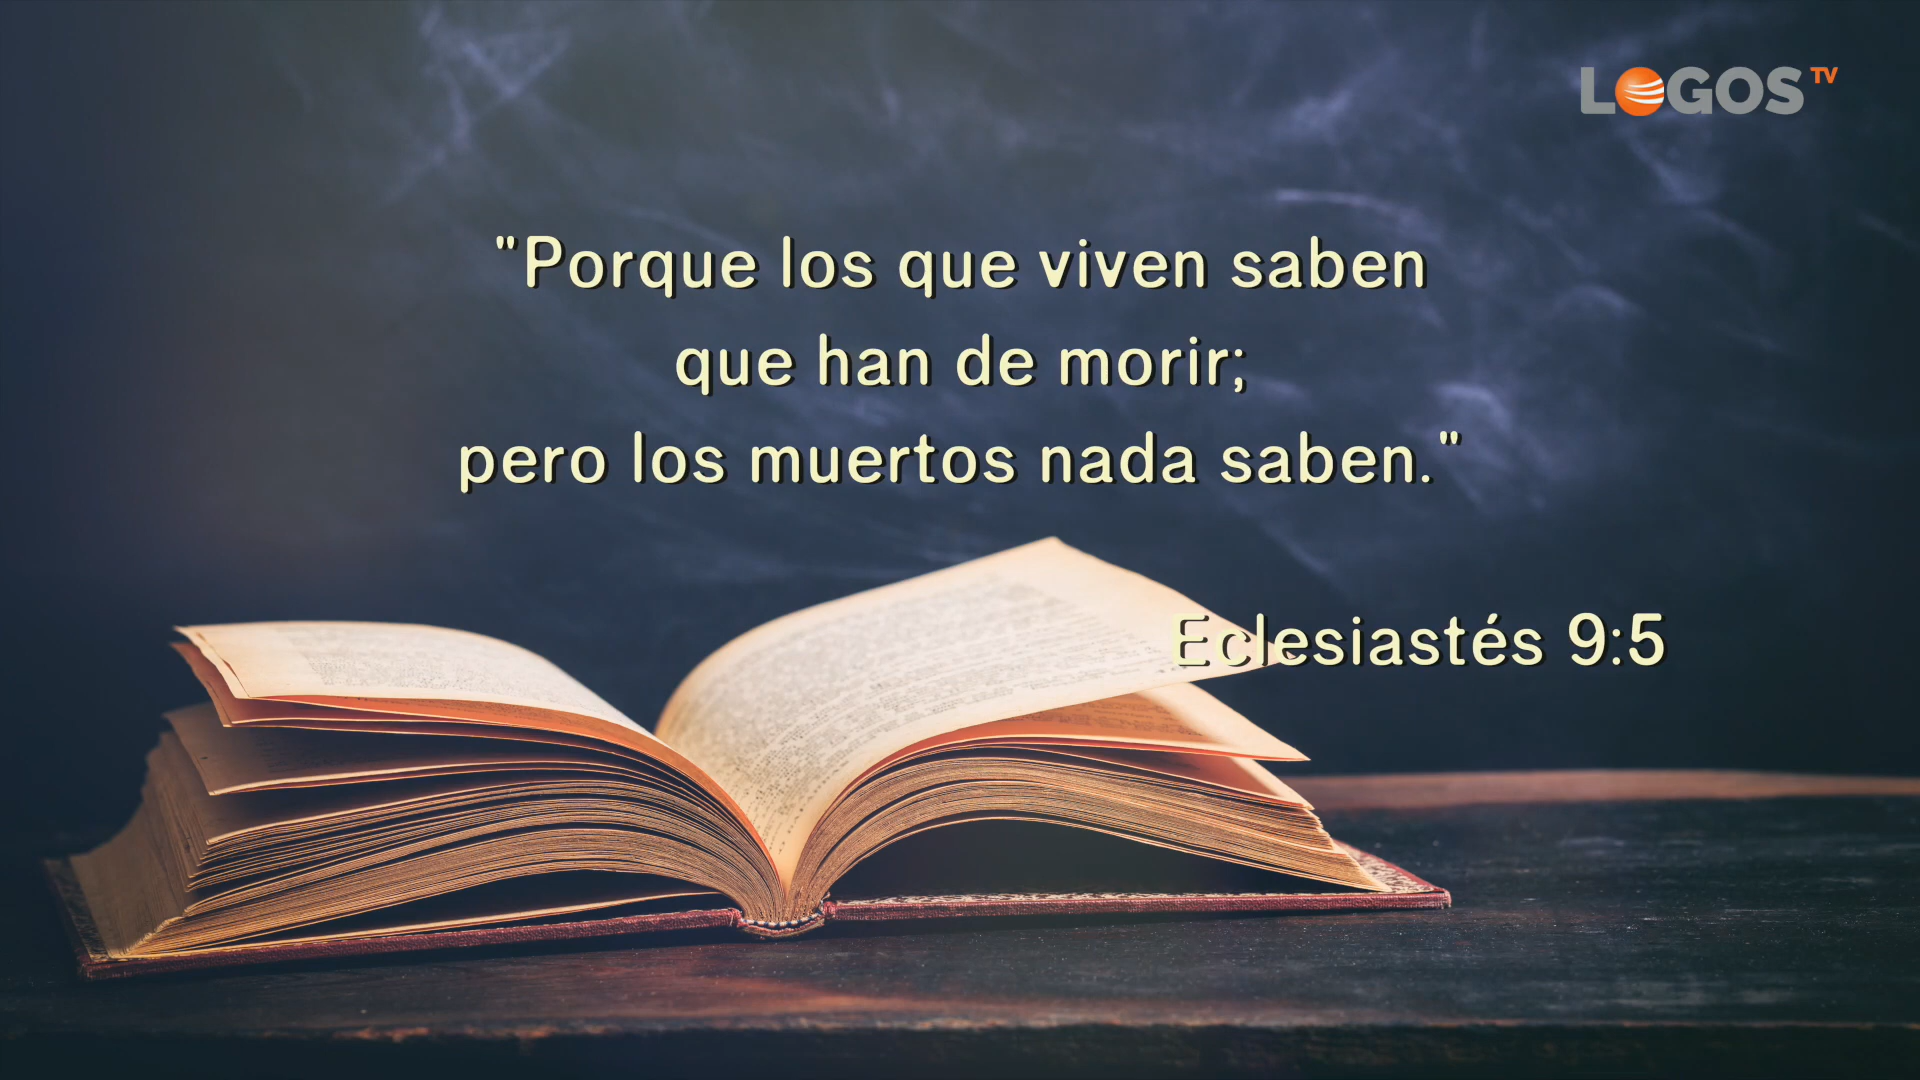 LOGOS TV
"Porque los que viven saben
que han de morir;
pero los muertos nada saben."
Eclesiastés 9:5